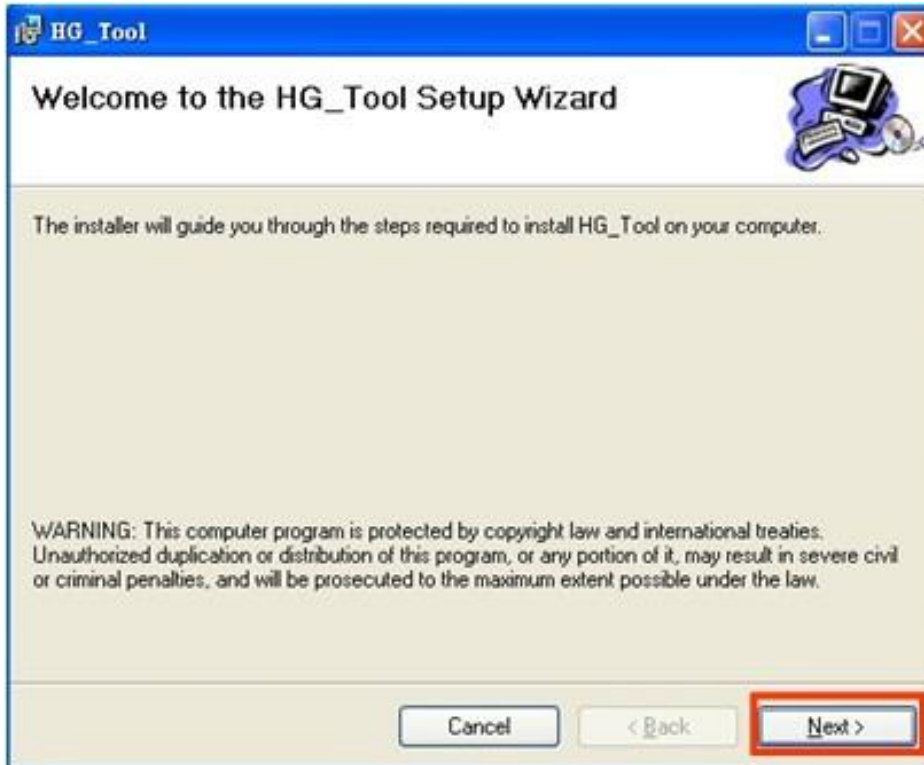 HG_Tool
Welcome to the HG_Tool Setup Wizard
The installer will guide you through the steps required to install HG_Tool on your computer.
WARNING: This computer program is protected by copyright law and international treaties.
Unauthorized duplication or distribution of this program, or any portion of it, may result in severe civil
or criminal penalties, and will be prosecuted to the maximum extent possible under the law.
Cancel < Back Next >